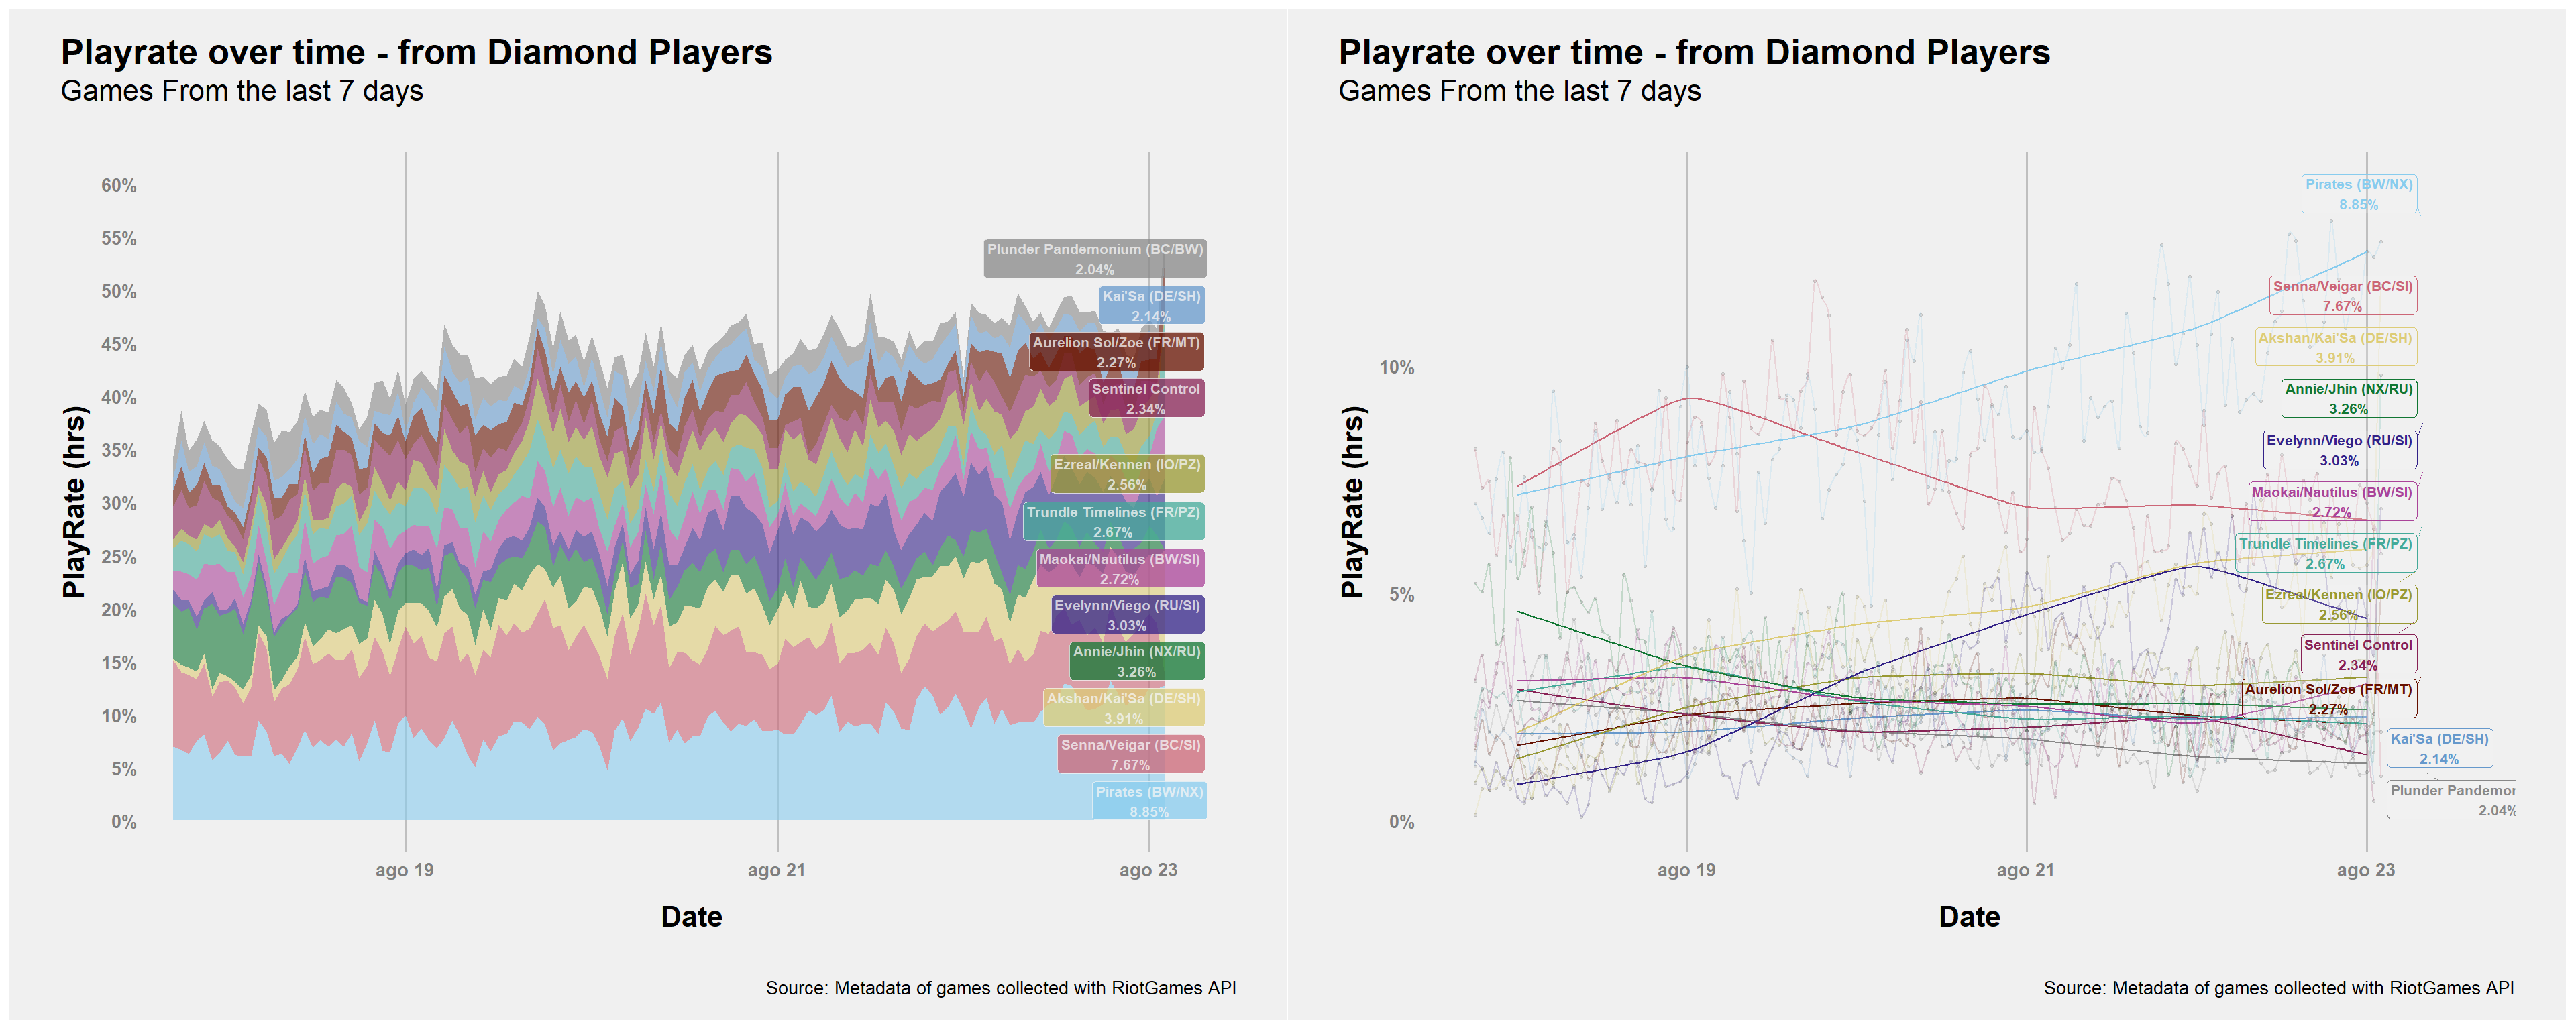 Playrate over time - from Diamond Players
Games From the last 7 days
PlayRate (hrs)
60%
55%
50%
45%
40%
35%
30%
25%
20%
15%
10%
5%
0%
Plunder Pandemonium (BC/BW)
2.04%
Kai'Sa (DE/SH)
2.14%
Aurelion Sol/Zoe (FR/MT)
2.27%
Sentinel Control
2.34%
Ezreal/Kennen (IO/PZ)
2.56%
Trundle Timelines (FR/PZ)
2.67%
Maokai/Nautilus (BW/SI)
2.72%
Evelynn/Viego (RU/SI)
3.03%
Annie/Jhin (NX/RU)
3.26%
Akshan/Kai'Sa (DE/SH)
3.91%
Senna/Veigar (BC/SI)
7.67%
Pirates (BW/NX)
8.85%
ago 19
ago 21
ago 23
Date
Source: Metadata of games collected with RiotGames API
Playrate over time - from Diamond Players
Games From the last 7 days
PlayRate (hrs)
10%
5%
0%
Pirates (BW/NX)
8.85%
Senna/Veigar (BC/SI)
7.67%
Akshan/Kai'Sa (DE/SH)
3.91%
Annie/Jhin (NX/RU)
3.26%
Evelynn/Viego (RU/SI)
3.03%
Maokai/Nautilus (BW/SI)
2.72%
Trundle Timelines (FR/PZ)
2.67%
Ezreal/Kennen (IO/PZ)
2.56%
Sentinel Control
2.34%
Aurelion Sol/Zoe (FR/MT)
2.27%
Kai'Sa (DE/SH)
2.14%
Plunder Pandemor
2.04%
ago 19
ago 21
ago 23
Date
Source: Metadata of games collected with RiotGames API